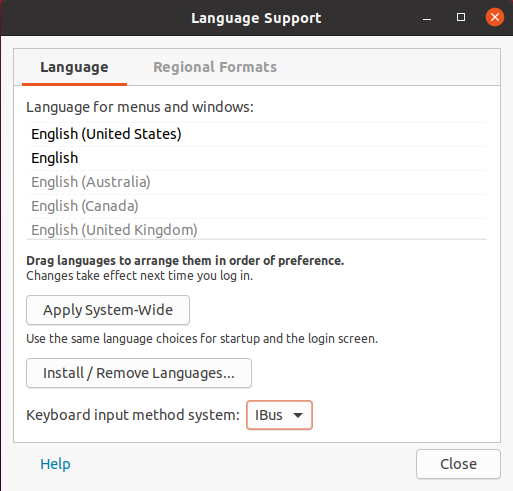 Language Support
Language
Regional Formats
Language for menus and windows:
English (United States)
English
English (Australia)
English (Canada)
English (United Kingdom)
Drag languages to arrange them in order of preference.
Changes take effect next time you log in.
Apply System-Wide
Use the same language choices for startup and the login screen.
Install / Remove Languages...
Keyboard input method system: IBus
Help
Close